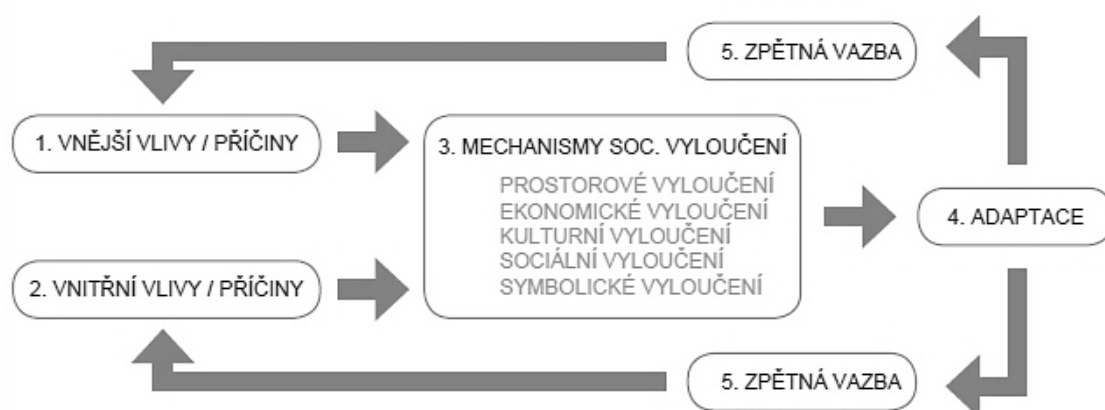 5. ZPĚTNÁ VAZBA
1. VNĚJŠÍ VLIVY / PŘÍČINY
3. MECHANISMY SOC. VYLOUČENÍ
PROSTOROVÉ VYLOUČENÍ
EKONOMICKÉ VYLOUČENÍ
KULTURNÍ VYLOUČENÍ
SOCIÁLNÍ VYLOUČENÍ
SYMBOLICKÉ VYLOUČENÍ
4. ADAPTACE
2. VNITŘNÍ VLIVY / PŘÍČINY
5. ZPĚTNÁ VAZBA